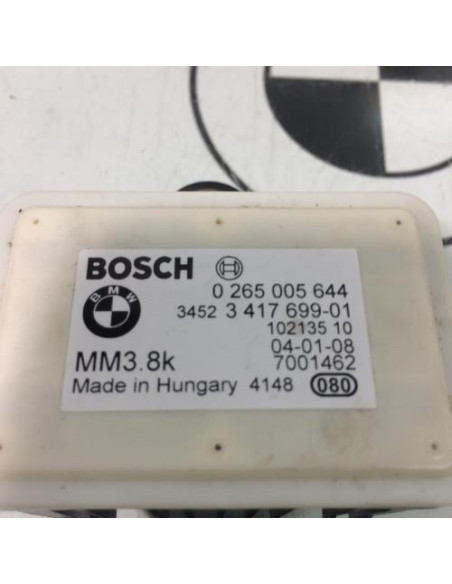 BOSCH
0 265 005 644
BMW
3452 3 417 699-01
102135 10
04-01-08
MM3.8k 7001462
Made in Hungary 4148 080